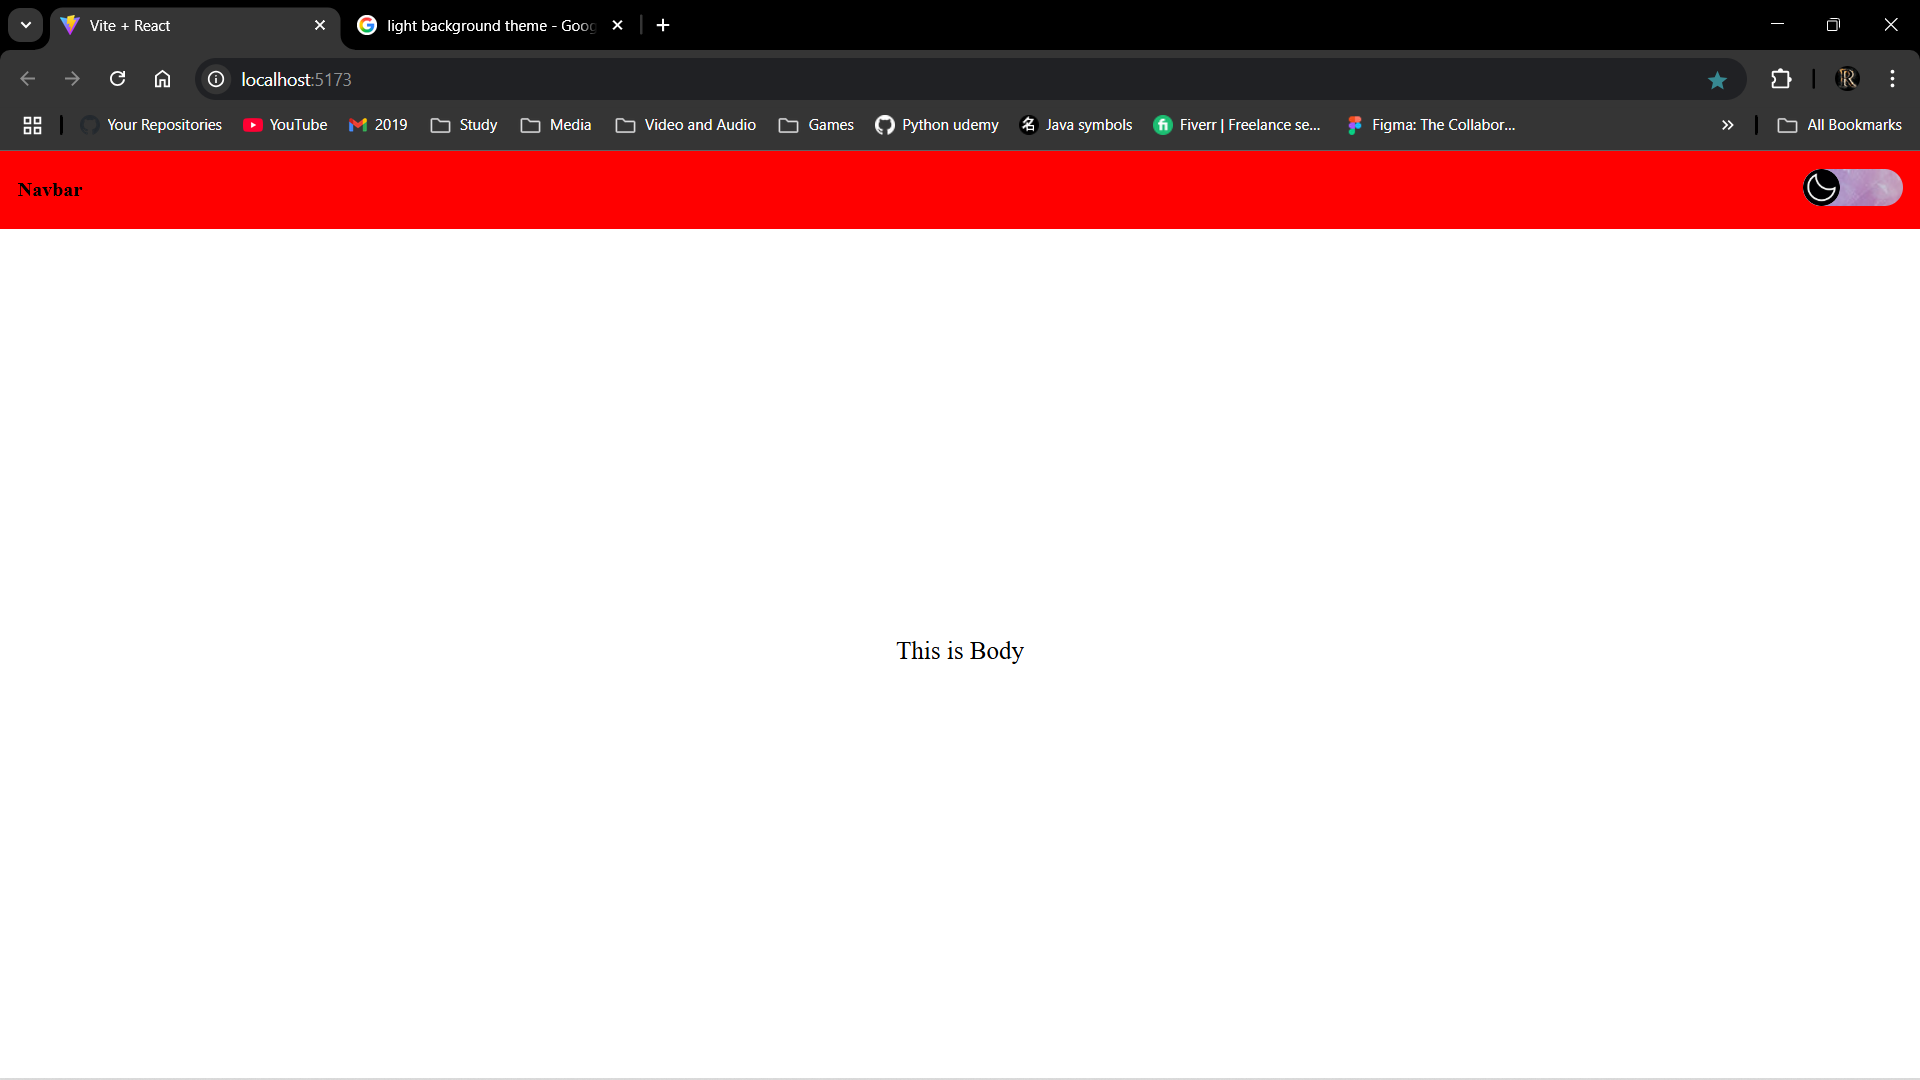 Vite + React
light background theme - Goog
localhost:5173
Your Repositories
YouTube
2019
Study
Media
Video and Audio
Games
Python udemy
名
Java symbols
Fiverr | Freelance se...
Figma: The Collabor...
All Bookmarks
Navbar
This is Body